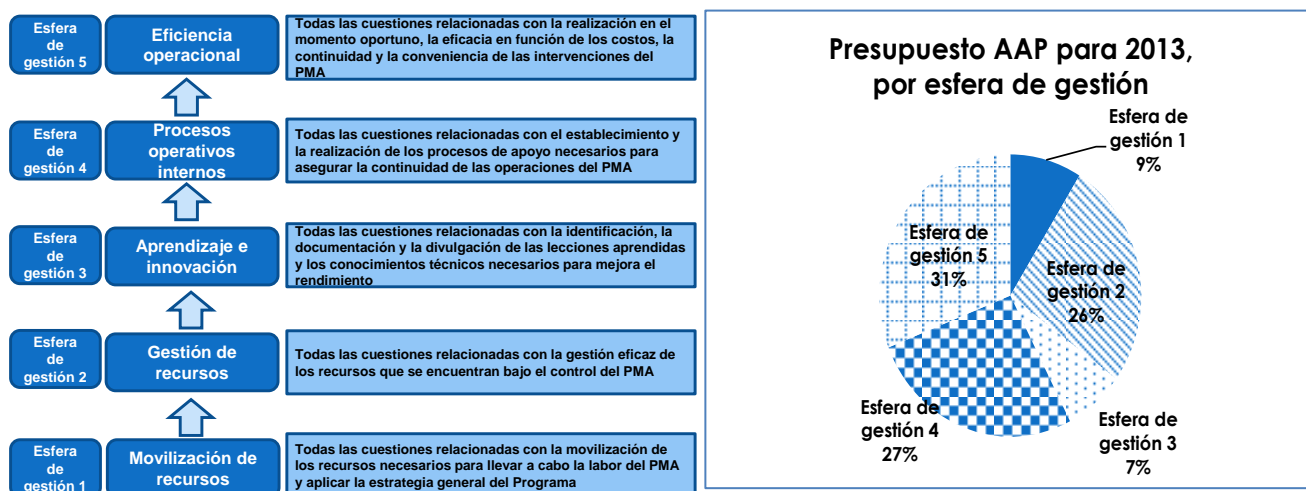 Esfera
de
gestión 5
Eficiencia
operacional
Todas las cuestiones relacionadas con la realización en el
momento oportuno, la eficacia en función de los costos, la
continuidad y la conveniencia de las intervenciones del
PMA
Esfera
de
gestión 4
Procesos
operativos
internos
Todas las cuestiones relacionadas con el establecimiento y
la realización de los procesos de apoyo necesarios para
asegurar la continuidad de las operaciones del PMA
Esfera
de
gestión 3
Aprendizaje e
innovación
Todas las cuestiones relacionadas con la identificación, la
documentación y la divulgación de las lecciones aprendidas
y los conocimientos técnicos necesarios para mejora el
rendimiento
Esfera
de
gestión 2
Gestión de
recursos
Todas las cuestiones relacionadas con la gestión eficaz de
los recursos que se encuentran bajo el control del PMA
Esfera
de
gestión 1
Movilización de
recursos
Todas las cuestiones relacionadas con la movilización de
los recursos necesarios para llevar a cabo la labor del PMA
y aplicar la estrategia general del Programa
Presupuesto AAP para 2013,
por esfera de gestión
Esfera de
gestión 1
9%
Esfera de
gestión 2
26%
Esfera de
gestión 3
7%
Esfera de
gestión 4
27%
Esfera de
gestión 5
31%